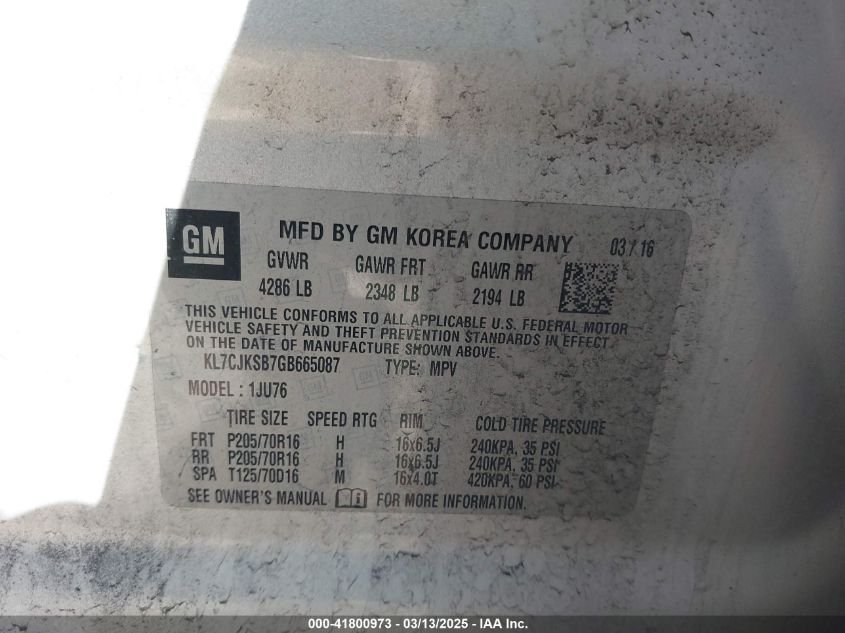 GM MFD BY GM KOREA COMPANY 03/16
GVWR GAWR FRT GAWR RR
4286 LB 2348 LB 2194 LB
THIS VEHICLE CONFORMS TO ALL APPLICABLE U.S. FEDERAL MOTOR
VEHICLE SAFETY AND THEFT PREVENTION STANDARDS IN EFFECT
ON THE DATE OF MANUFACTURE SHOWN ABOVE.
KL7CJKSB7GB665087 TYPE: MPV
MODEL: 1JU76
TIRE SIZE SPEED RTG RIM COLD TIRE PRESSURE
FRT P205/70R16 H 16x6.5J 240KPA, 35 PSI
RR P205/70R16 H 16x6.5J 240KPA, 35 PSI
SPA T125/70D16 M 16x4.0T 420KPA, 60 PSI
SEE OWNER'S MANUAL FOR MORE INFORMATION.
000-41800973 - 03/13/2025 - IAA Inc.